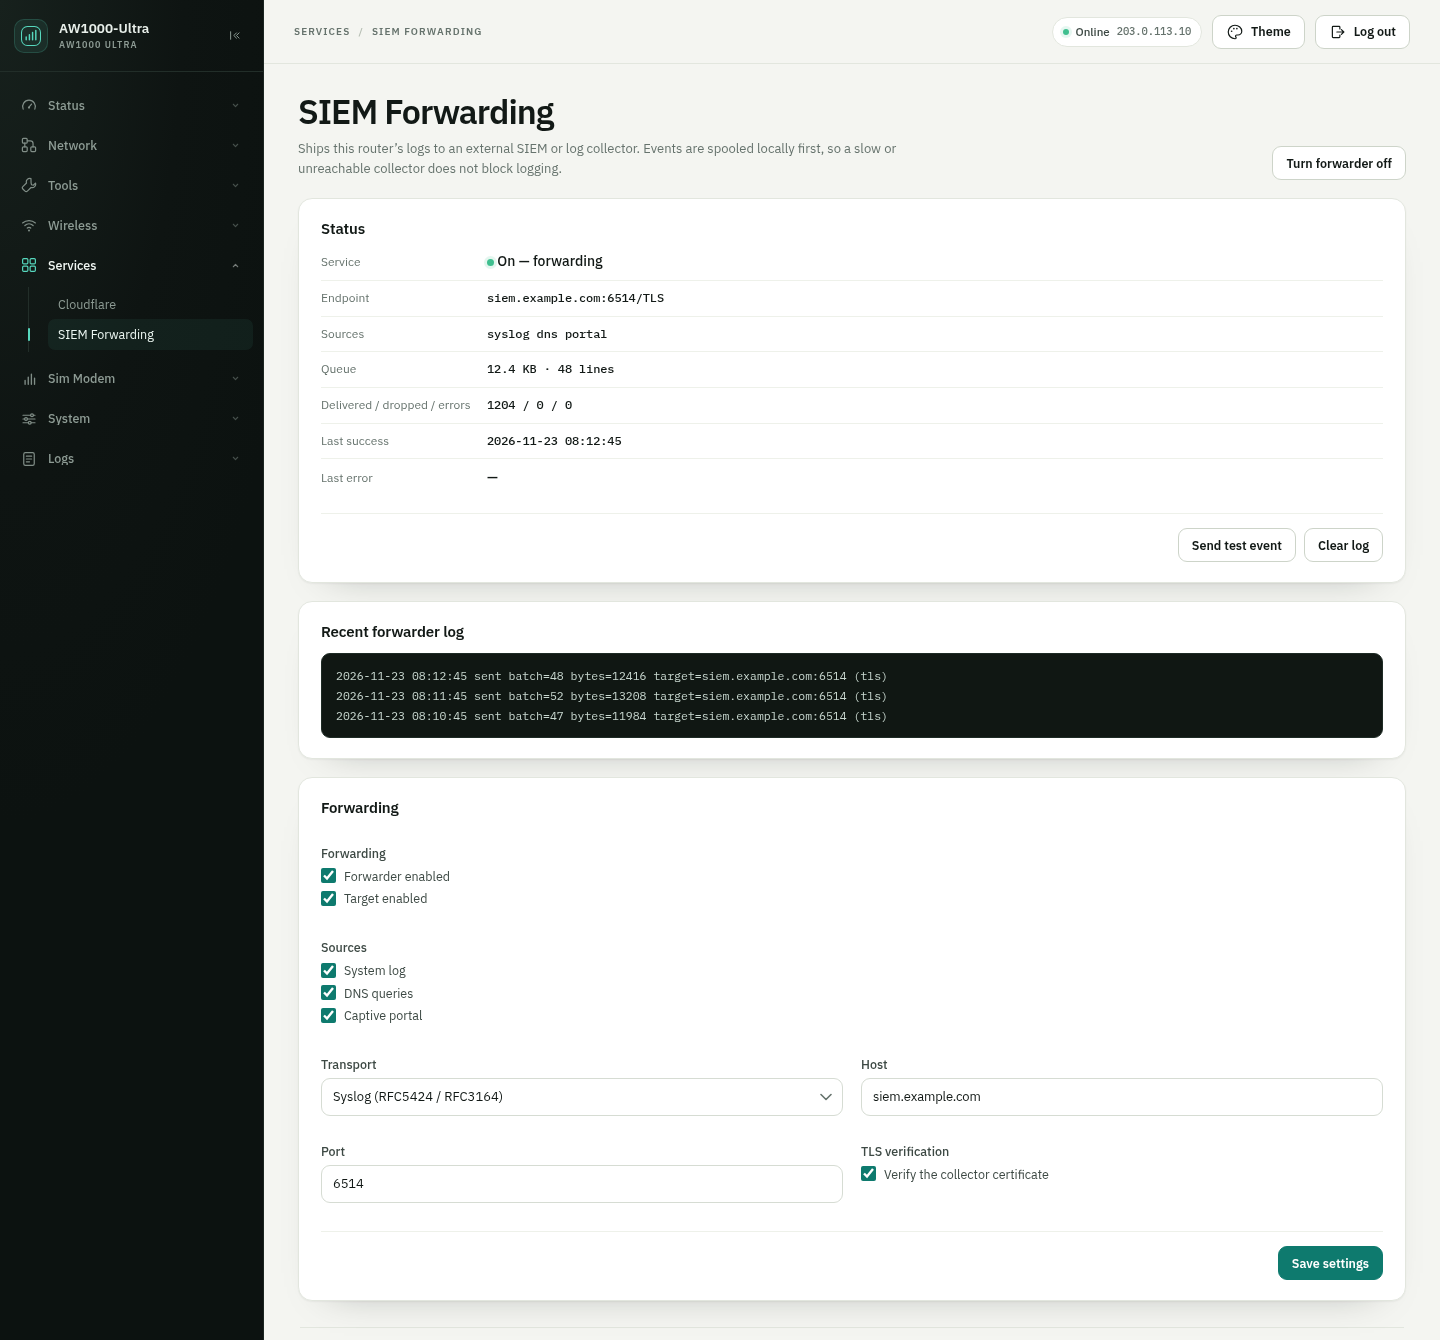 AW1000-Ultra
AW1000 ULTRA
Status
Network
Tools
Wireless
Services
Cloudflare
SIEM Forwarding
Sim Modem
System
Logs
SERVICES / SIEM FORWARDING
Online 203.0.113.10
Theme
Log out
SIEM Forwarding
Ships this router’s logs to an external SIEM or log collector. Events are spooled locally first, so a slow or
unreachable collector does not block logging.
Turn forwarder off
Status
Service On — forwarding
Endpoint siem.example.com:6514/TLS
Sources syslog dns portal
Queue 12.4 KB · 48 lines
Delivered / dropped / errors 1204 / 0 / 0
Last success 2026-11-23 08:12:45
Last error —
Send test event
Clear log
Recent forwarder log
2026-11-23 08:12:45 sent batch=48 bytes=12416 target=siem.example.com:6514 (tls)
2026-11-23 08:11:45 sent batch=52 bytes=13208 target=siem.example.com:6514 (tls)
2026-11-23 08:10:45 sent batch=47 bytes=11984 target=siem.example.com:6514 (tls)
Forwarding
Forwarding
Forwarder enabled
Target enabled
Sources
System log
DNS queries
Captive portal
Transport
Syslog (RFC5424 / RFC3164)
Host
siem.example.com
Port
6514
TLS verification
Verify the collector certificate
Save settings